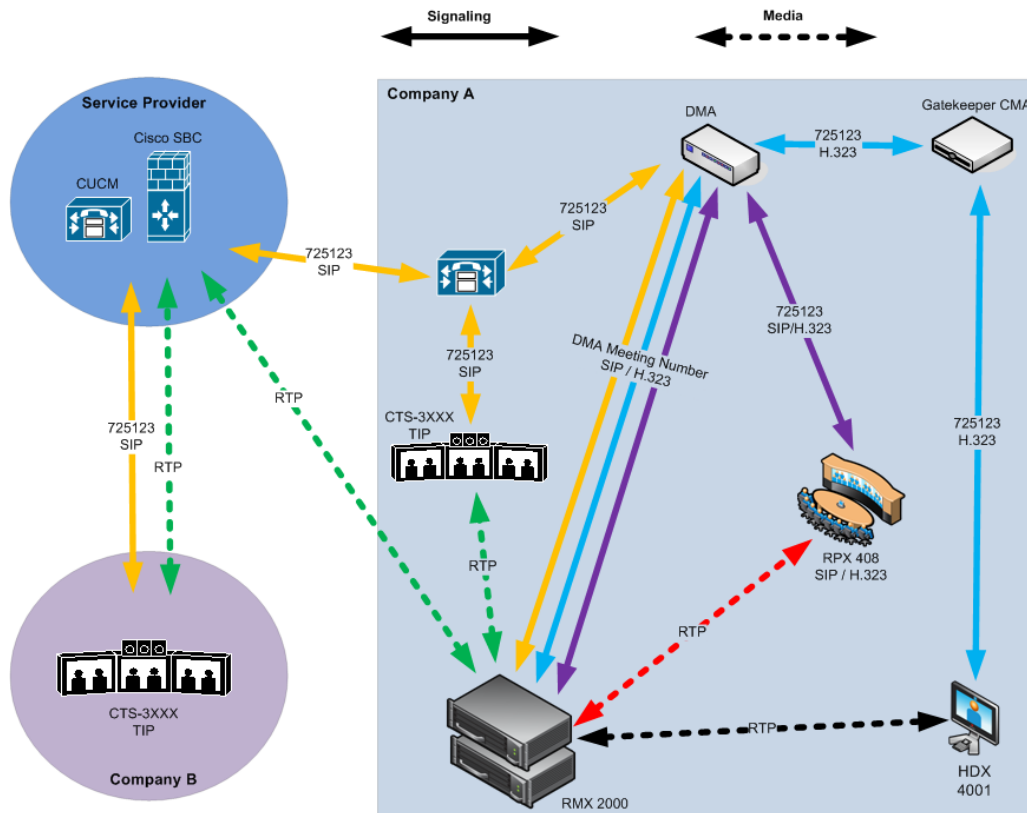 Signaling
Media
Service Provider
Cisco SBC
CUCM
Company A
DMA
Gatekeeper CMA
725123
H.323
725123
SIP
725123
SIP
725123
SIP
725123
SIP/H.323
DMA Meeting Number
SIP / H.323
RTP
CTS-3XXX
TIP
725123
SIP
RTP
725123
H.323
RPX 408
SIP / H.323
RTP
RTP
RTP
CTS-3XXX
TIP
Company B
RMX 2000
HDX
4001